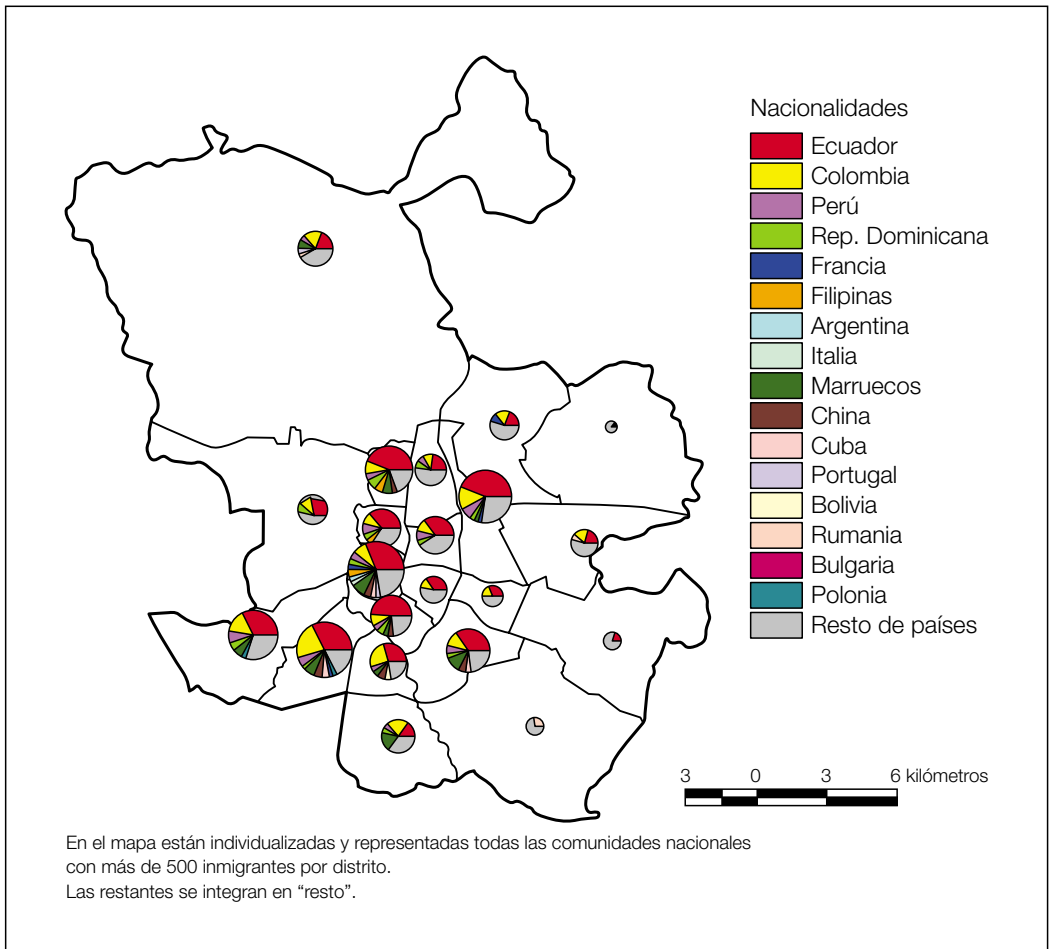 Nacionalidades
Ecuador
Colombia
Perú
Rep. Dominicana
Francia
Filipinas
Argentina
Italia
Marruecos
China
Cuba
Portugal
Bolivia
Rumania
Bulgaria
Polonia
Resto de países
3 0 3 6 kilómetros
En el mapa están individualizadas y representadas todas las comunidades nacionales
con más de 500 inmigrantes por distrito.
Las restantes se integran en “resto”.